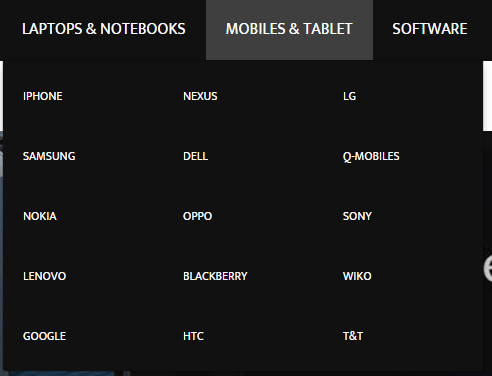 LAPTOPS & NOTEBOOKS MOBILES & TABLET SOFTWARE
IPHONE NEXUS LG
SAMSUNG DELL Q-MOBILES
NOKIA OPPO SONY
LENOVO BLACKBERRY WIKO
GOOGLE HTC T&T